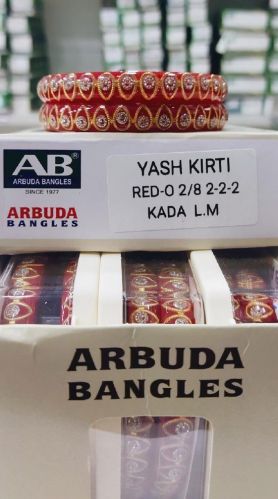 AB®
ARBUDA BANGLES
SINCE 1977
ARBUDA
BANGLES
YASH KIRTI
RED-O 2/8 2-2-2
KADA L.M
ARBUDA
BANGLES